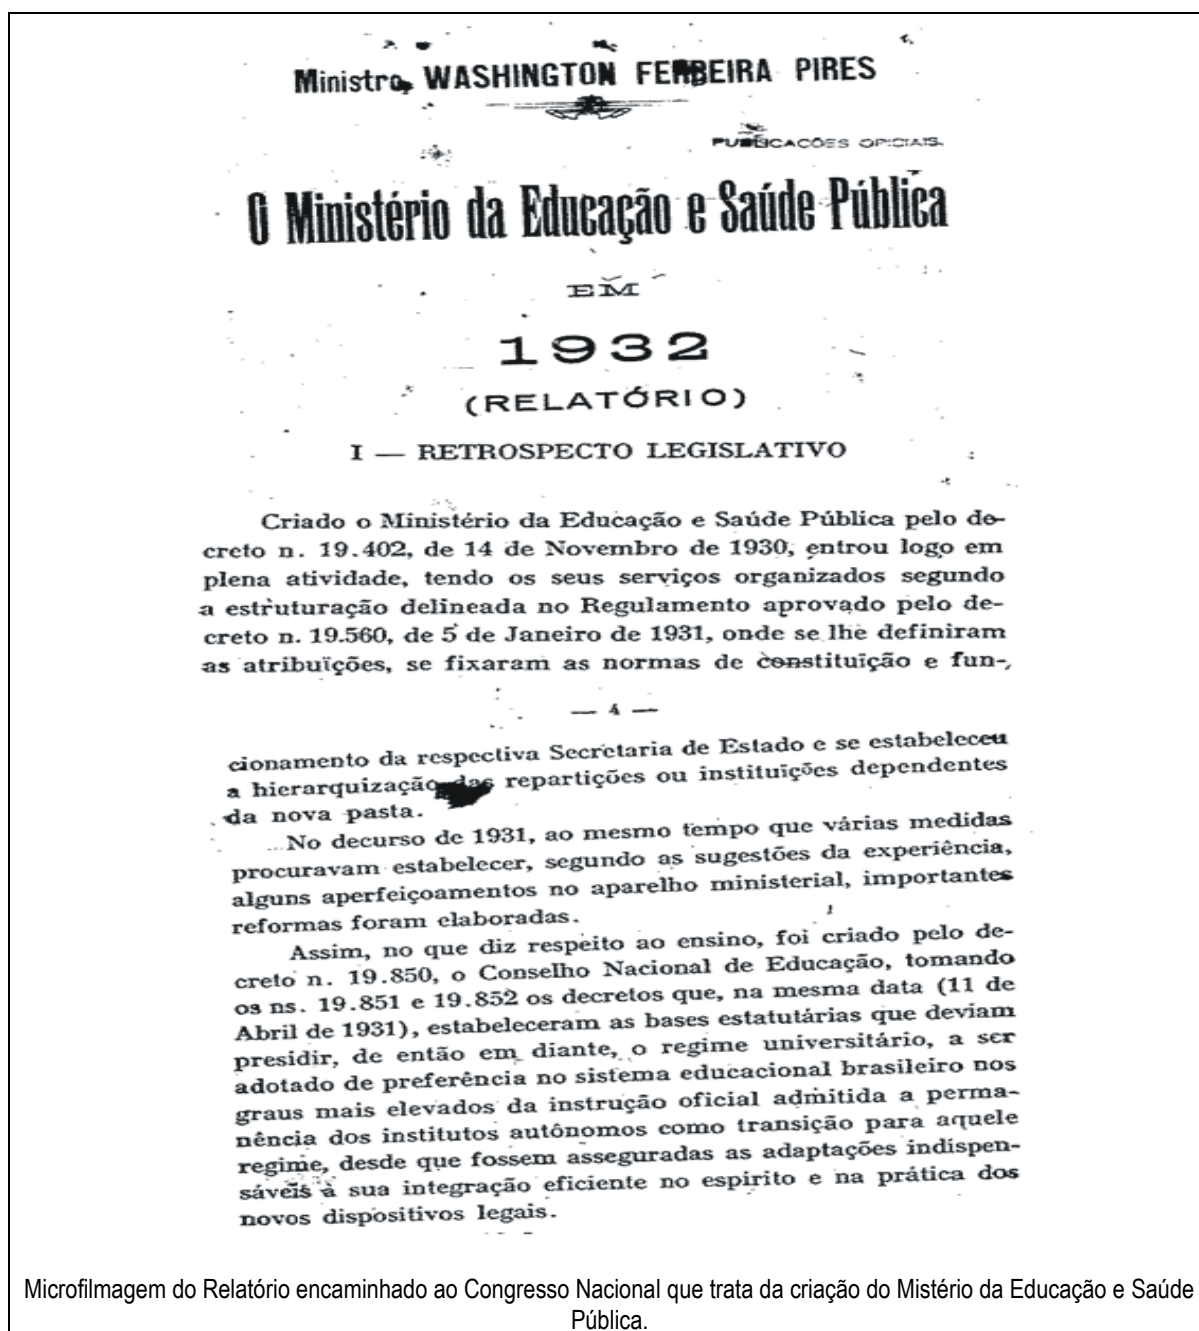 Ministro WASHINGTON FERREIRA PIRES
PUBLICAÇÕES OFICIAIS
O Ministério da Educação e Saúde Pública
EM
1932
(RELATÓRIO)
I — RETROSPECTO LEGISLATIVO
Criado o Ministério da Educação e Saúde Pública pelo de-
creto n. 19.402, de 14 de Novembro de 1930, entrou logo em
plena atividade, tendo os seus serviços organizados segundo
a estruturação delineada no Regulamento aprovado pelo de-
creto n. 19.560, de 5 de Janeiro de 1931, onde se lhe definiram
as atribuïções, se fixaram as normas de constituïção e fun-
— 4 —
cionamento da respectiva Secretaria de Estado e se estabeleceu
a hierarquização das repartições ou instituïções dependentes
da nova pasta.
No decurso de 1931, ao mesmo tempo que várias medidas
procuravam estabelecer, segundo as sugestões da experiência,
alguns aperfeiçoamentos no aparelho ministerial, importantes
reformas foram elaboradas.
Assim, no que diz respeito ao ensino, foi criado pelo de-
creto n. 19.850, o Conselho Nacional de Educação, tomando
os ns. 19.851 e 19.852 os decretos que, na mesma data (11 de
Abril de 1931), estabeleceram as bases estatutárias que deviam
presidir, de então em diante, o regime universitário, a ser
adotado de preferência no sistema educacional brasileiro nos
graus mais elevados da instrução oficial admitida a perma-
nência dos institutos autônomos como transição para aquele
regime, desde que fossem asseguradas as adaptações indispen-
sáveis à sua integração eficiente no espírito e na prática dos
novos dispositivos legais.
Microfilmagem do Relatório encaminhado ao Congresso Nacional que trata da criação do Mistério da Educação e Saúde
Pública.